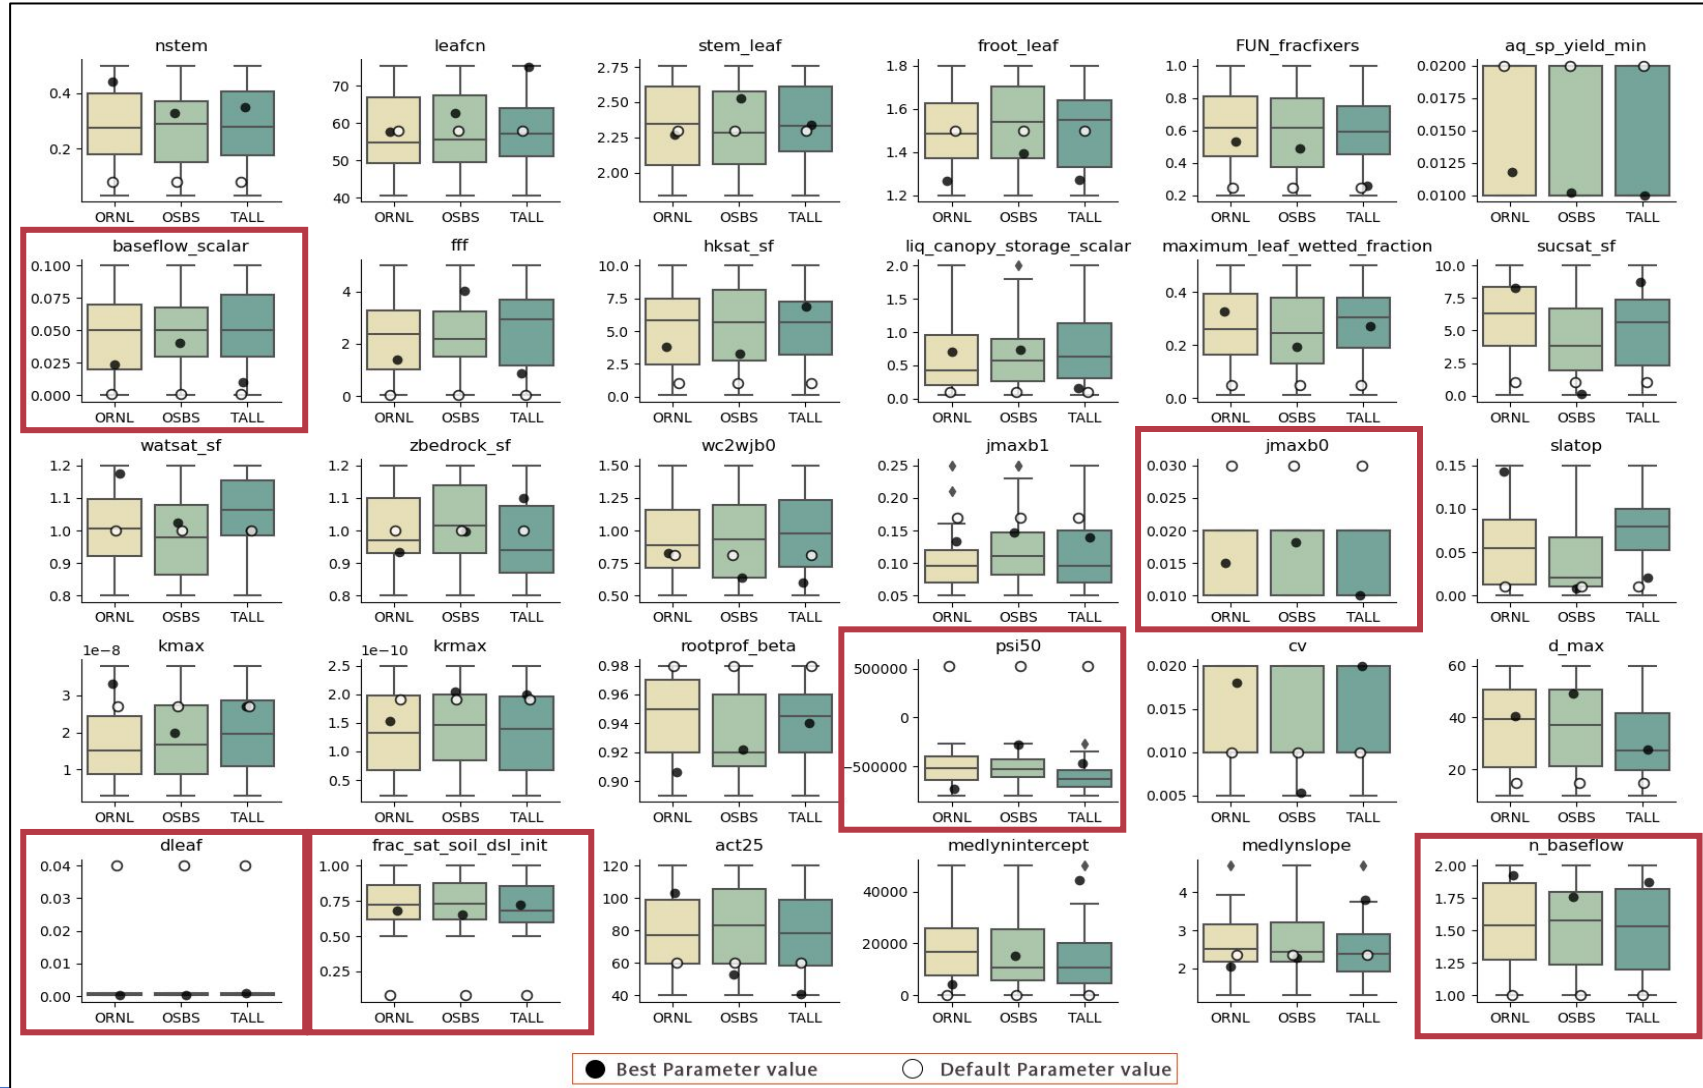 nstem leafcn stem_leaf froot_leaf FUN_fracfixers aq_sp_yield_min
0.4 0.2
70 60 50 40
2.75 2.50 2.25 2.00
1.8 1.6 1.4 1.2
1.0 0.8 0.6 0.4 0.2
0.0200 0.0175 0.0150 0.0125 0.0100
ORNL OSBS TALL ORNL OSBS TALL ORNL OSBS TALL ORNL OSBS TALL ORNL OSBS TALL ORNL OSBS TALL
baseflow_scalar fff hksat_sf liq_canopy_storage_scalar maximum_leaf_wetted_fraction sucsat_sf
0.100 0.075 0.050 0.025 0.000
4 2 0
10.0 7.5 5.0 2.5 0.0
2.0 1.5 1.0 0.5 0.0
0.4 0.2 0.0
10.0 7.5 5.0 2.5 0.0
ORNL OSBS TALL ORNL OSBS TALL ORNL OSBS TALL ORNL OSBS TALL ORNL OSBS TALL ORNL OSBS TALL
watsat_sf zbedrock_sf wc2wjb0 jmaxb1 jmaxb0 slatop
1.2 1.1 1.0 0.9 0.8
1.2 1.1 1.0 0.9 0.8
1.50 1.25 1.00 0.75 0.50
0.25 0.20 0.15 0.10 0.05
0.030 0.025 0.020 0.015 0.010
0.15 0.10 0.05 0.00
ORNL OSBS TALL ORNL OSBS TALL ORNL OSBS TALL ORNL OSBS TALL ORNL OSBS TALL ORNL OSBS TALL
kmax krmax rootprof_beta psi50 cv d_max
1e−8 3 2 1
1e−10 2.5 2.0 1.5 1.0 0.5
0.98 0.96 0.94 0.92 0.90
500000 0 −500000
0.020 0.015 0.010 0.005
60 40 20
ORNL OSBS TALL ORNL OSBS TALL ORNL OSBS TALL ORNL OSBS TALL ORNL OSBS TALL ORNL OSBS TALL
dleaf frac_sat_soil_dsl_init act25 medlynintercept medlynslope n_baseflow
0.04 0.03 0.02 0.01 0.00
1.00 0.75 0.50 0.25
120 100 80 60 40
40000 20000 0
4 3 2
2.00 1.75 1.50 1.25 1.00
ORNL OSBS TALL ORNL OSBS TALL ORNL OSBS TALL ORNL OSBS TALL ORNL OSBS TALL ORNL OSBS TALL
Best Parameter value Default Parameter value